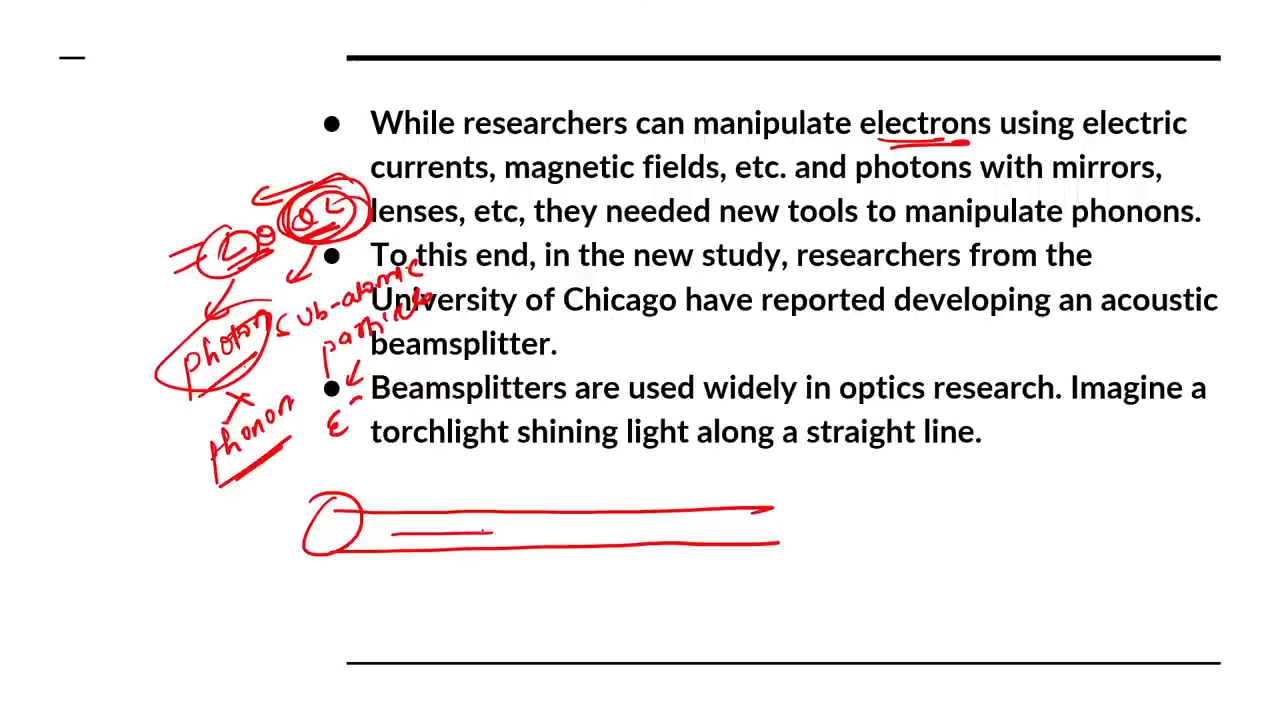 ● While researchers can manipulate electrons using electric
currents, magnetic fields, etc. and photons with mirrors,
lenses, etc, they needed new tools to manipulate phonons.
● To this end, in the new study, researchers from the
University of Chicago have reported developing an acoustic
beamsplitter.
● Beamsplitters are used widely in optics research. Imagine a
torchlight shining light along a straight line.
photon
sub-atomic
phonon